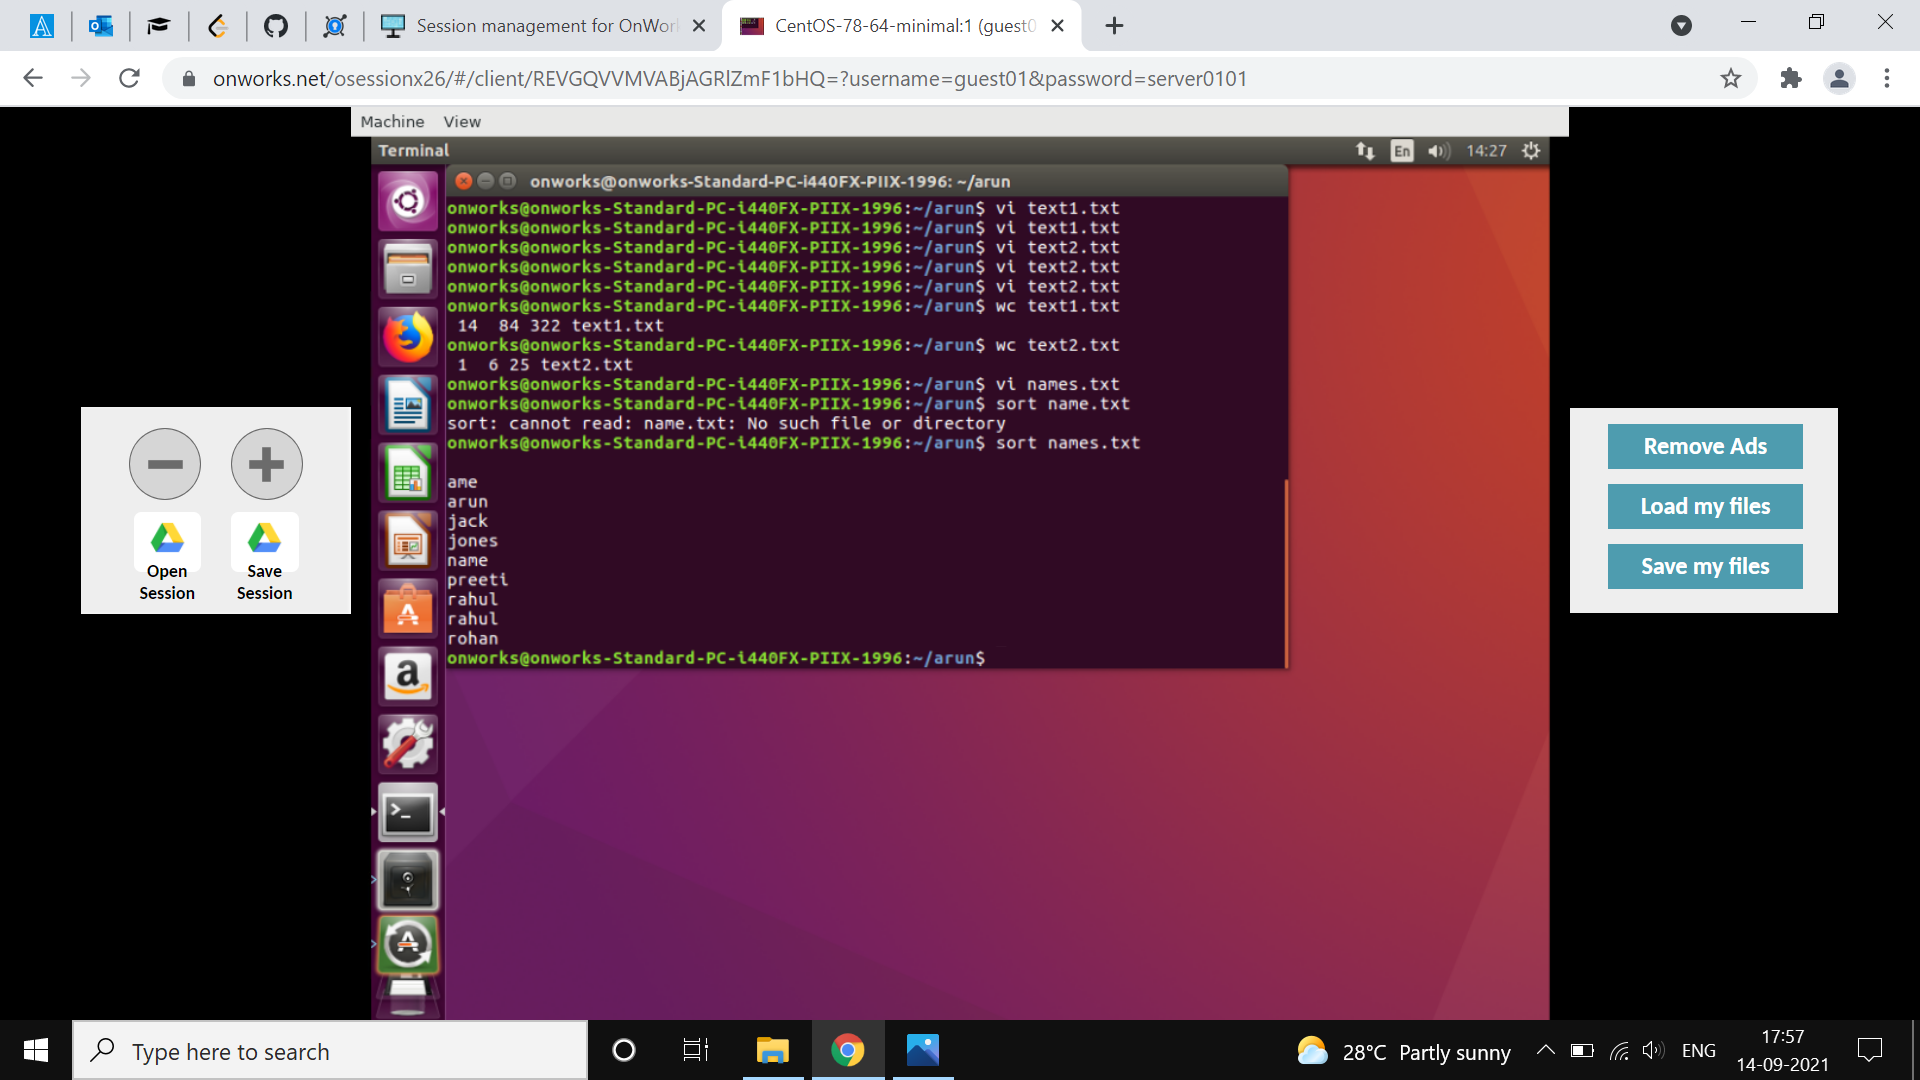 Session management for OnWor
CentOS-78-64-minimal:1 (guest0
onworks.net/osessionx26/#/client/REVGQVVMVABjAGRlZmF1bHQ=?username=guest01&password=server0101
Machine View
Terminal
En
14:27
onworks@onworks-Standard-PC-i440FX-PIIX-1996: ~/arun
onworks@onworks-Standard-PC-i440FX-PIIX-1996:~/arun$ vi text1.txt
onworks@onworks-Standard-PC-i440FX-PIIX-1996:~/arun$ vi text1.txt
onworks@onworks-Standard-PC-i440FX-PIIX-1996:~/arun$ vi text2.txt
onworks@onworks-Standard-PC-i440FX-PIIX-1996:~/arun$ vi text2.txt
onworks@onworks-Standard-PC-i440FX-PIIX-1996:~/arun$ vi text2.txt
onworks@onworks-Standard-PC-i440FX-PIIX-1996:~/arun$ wc text1.txt
14 84 322 text1.txt
onworks@onworks-Standard-PC-i440FX-PIIX-1996:~/arun$ wc text2.txt
1 6 25 text2.txt
onworks@onworks-Standard-PC-i440FX-PIIX-1996:~/arun$ vi names.txt
onworks@onworks-Standard-PC-i440FX-PIIX-1996:~/arun$ sort name.txt
sort: cannot read: name.txt: No such file or directory
onworks@onworks-Standard-PC-i440FX-PIIX-1996:~/arun$ sort names.txt
ame
arun
jack
jones
name
preeti
rahul
rahul
rohan
onworks@onworks-Standard-PC-i440FX-PIIX-1996:~/arun$
Open
Session
Save
Session
Remove Ads
Load my files
Save my files
Type here to search
28°C Partly sunny
ENG
17:57
14-09-2021